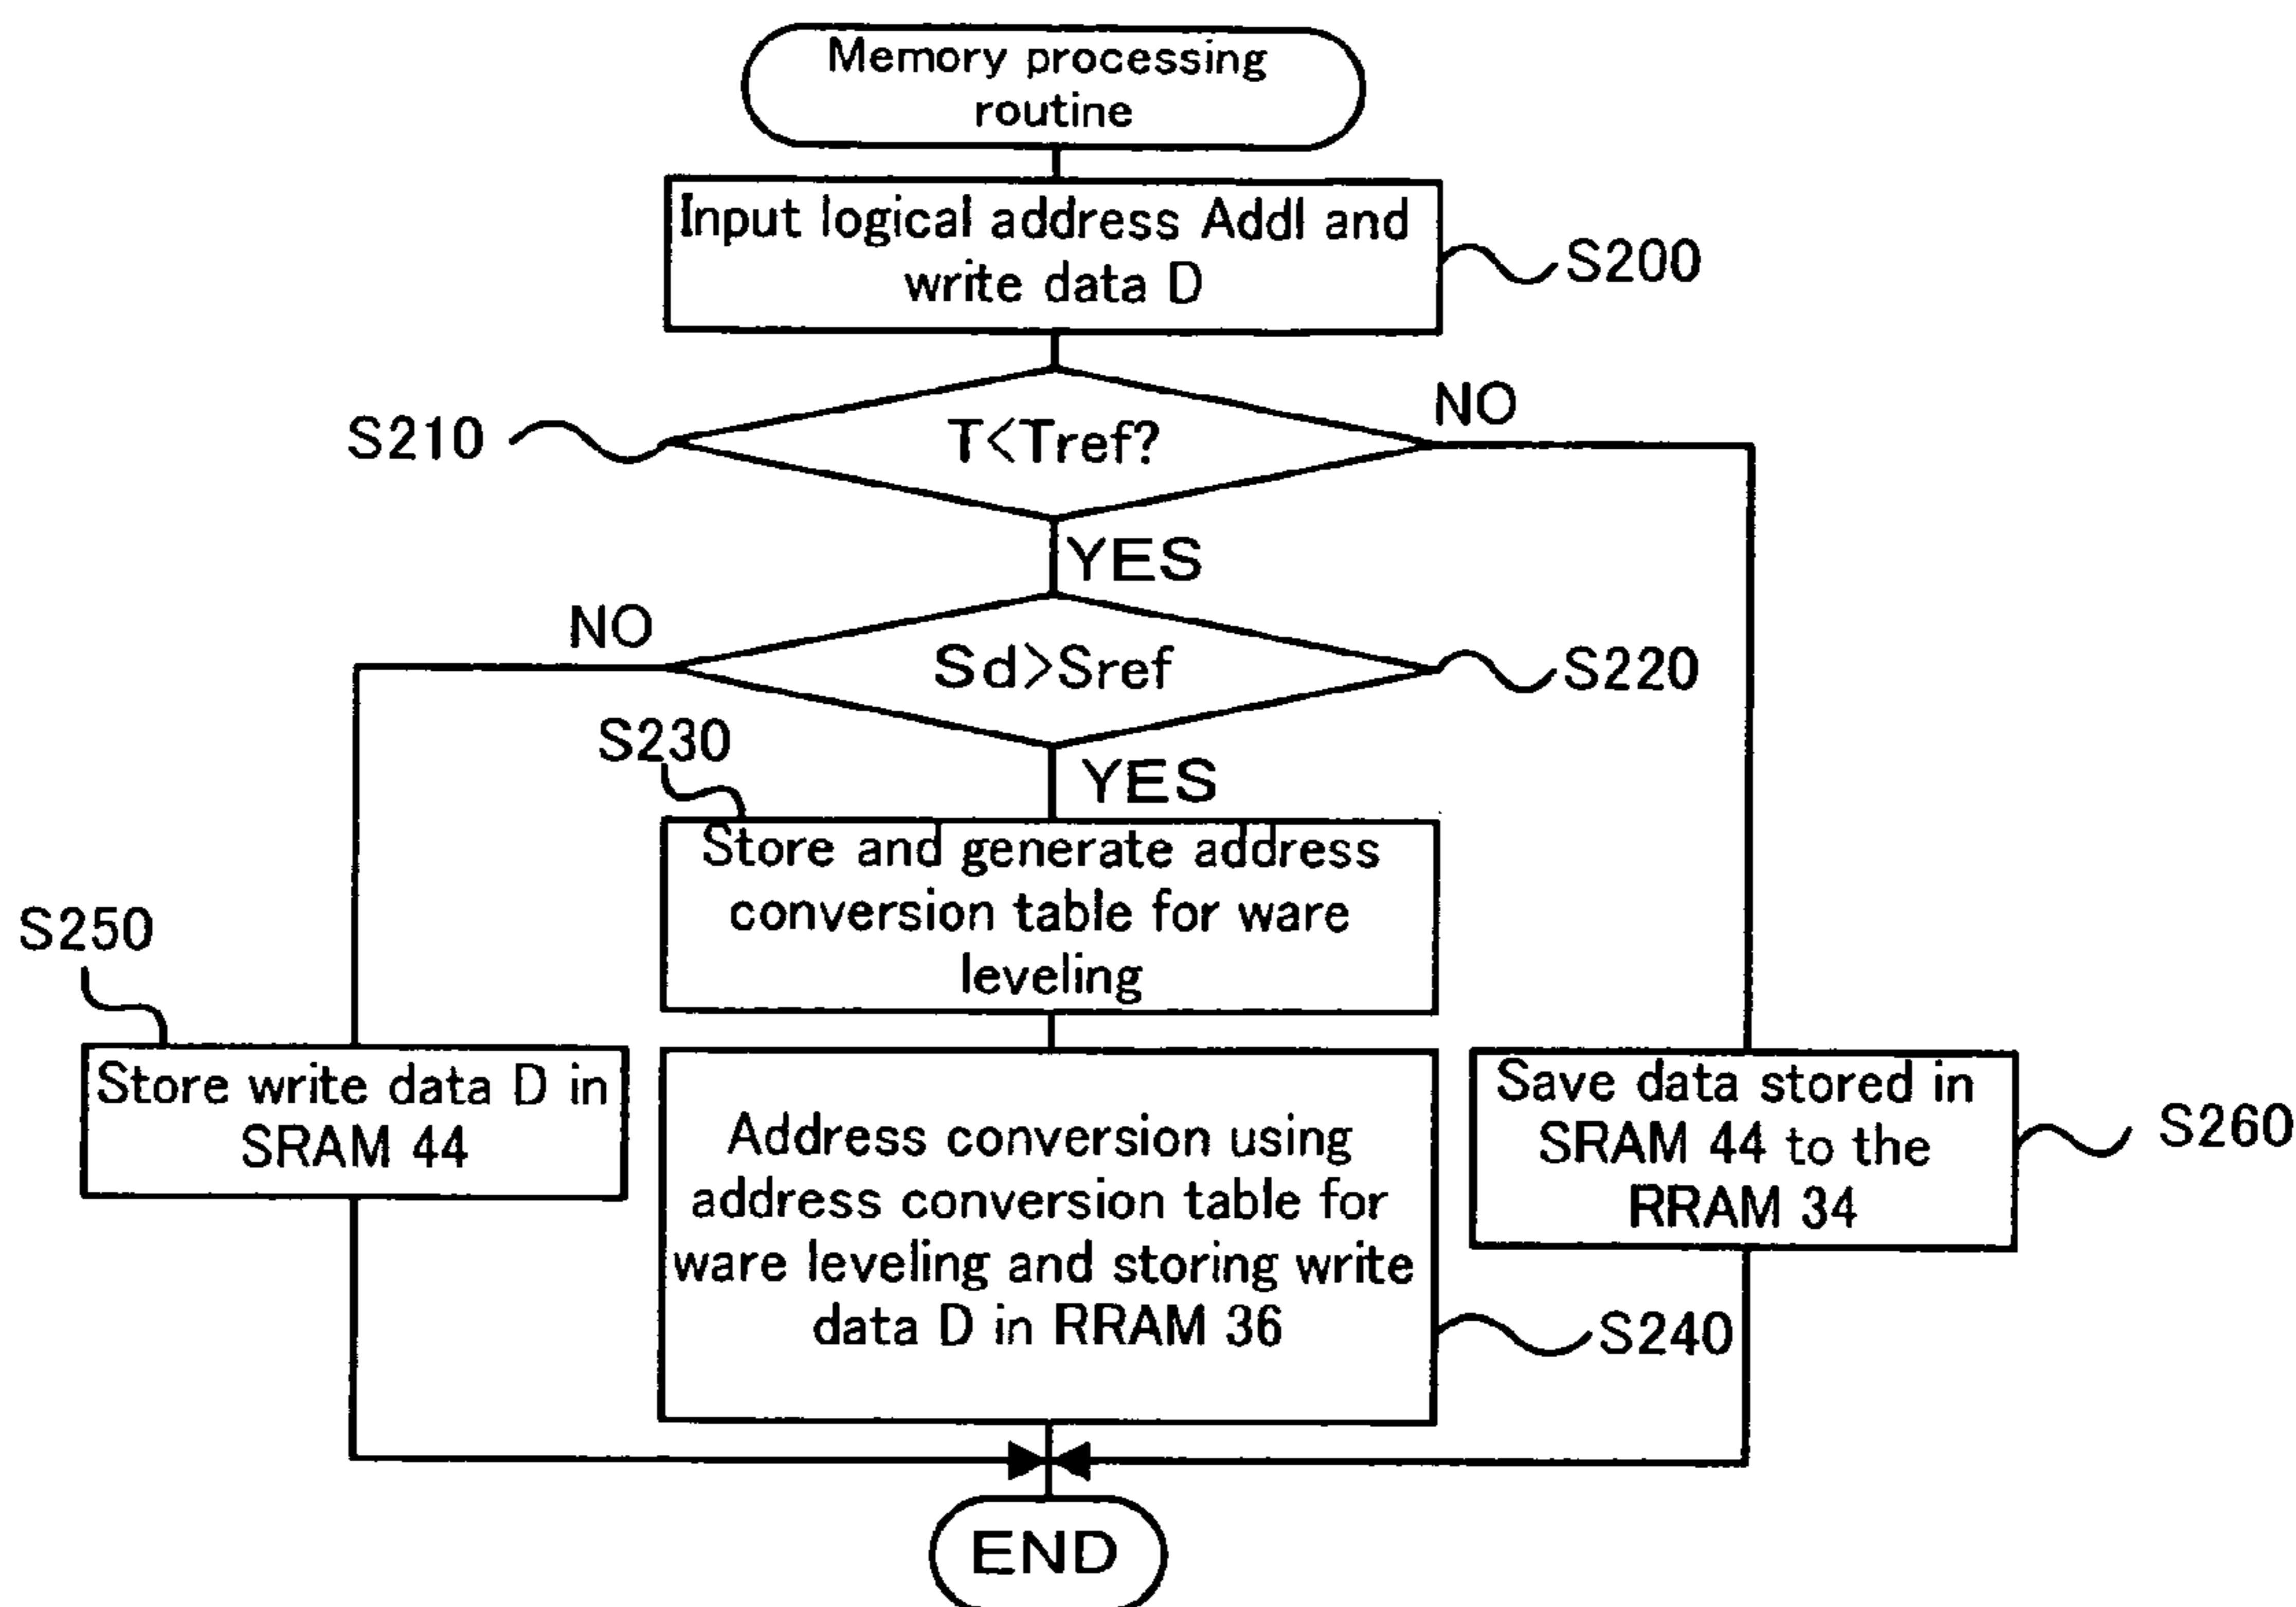 Memory processing
routine
Input logical address Addl and
write data D
S200
S210
T<Tref?
NO
YES
NO
Sd>Sref
S220
S230
YES
Store and generate address
conversion table for ware
leveling
S250
Store write data D in
SRAM 44
Address conversion using
address conversion table for
ware leveling and storing write
data D in RRAM 36
S240
Save data stored in
SRAM 44 to the
RRAM 34
S260
END